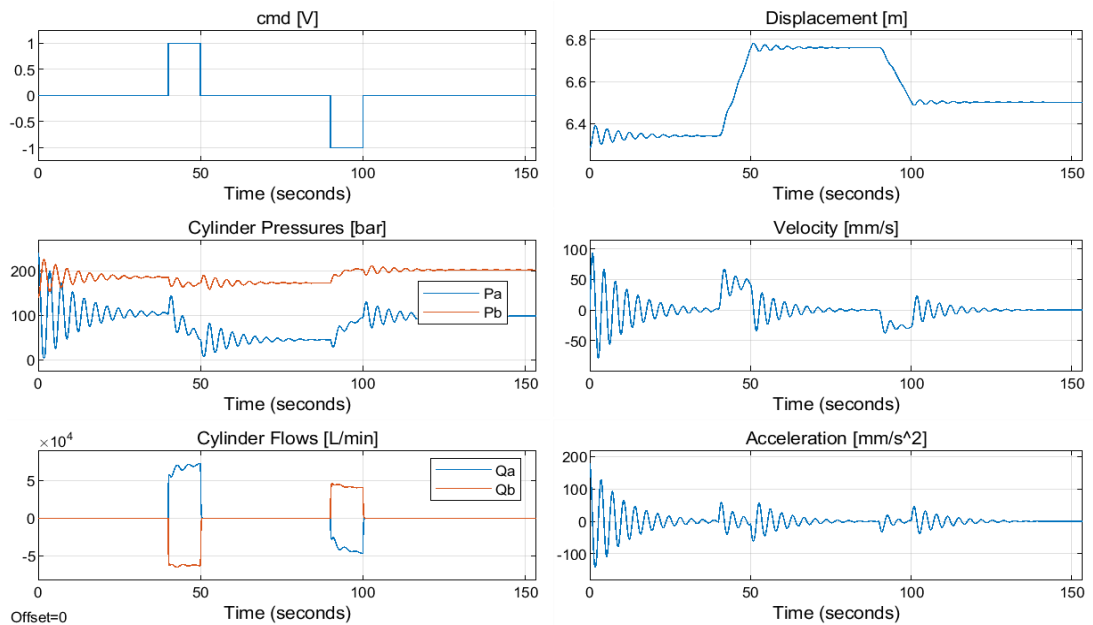 cmd [V]
1
0.5
0
-0.5
-1
0
50
100
150
Time (seconds)
Displacement [m]
6.8
6.6
6.4
0
50
100
150
Time (seconds)
Cylinder Pressures [bar]
200
100
0
Pa
Pb
0
50
100
150
Time (seconds)
Velocity [mm/s]
100
50
0
-50
0
50
100
150
Time (seconds)
×10^4
Cylinder Flows [L/min]
5
0
-5
Qa
Qb
0
50
100
150
Time (seconds)
Offset=0
Acceleration [mm/s^2]
200
100
0
-100
0
50
100
150
Time (seconds)